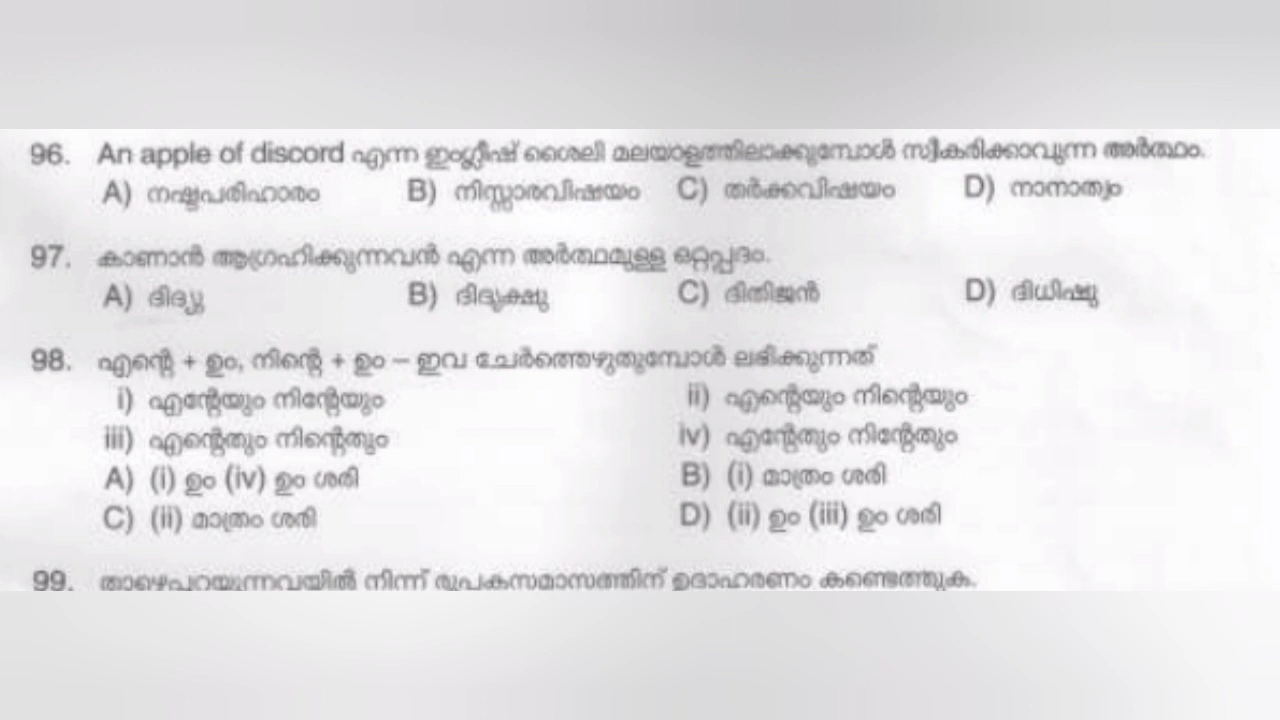 96. An apple of discord എന്ന ഇംഗ്ലീഷ് ശൈലി മലയാളത്തിലാക്കുമ്പോൾ സ്വീകരിക്കാവുന്ന അർത്ഥം.
A) നഷ്ടപരിഹാരം B) നിസ്സാരവിഷയം C) തർക്കവിഷയം D) നാനാത്വം
97. കാണാൻ ആഗ്രഹിക്കുന്നവൻ എന്ന അർത്ഥമുള്ള ഒറ്റപ്പദം.
A) ദിദ്യു B) ദിദൃക്ഷു C) ദിതിജൻ D) ദിധിഷു
98. എന്റെ + ഉം, നിന്റെ + ഉം – ഇവ ചേർത്തെഴുതുമ്പോൾ ലഭിക്കുന്നത്
i) എന്റേയും നിന്റേയും ii) എന്റെയും നിന്റെയും
iii) എന്റെതും നിന്റെതും iv) എന്റേതും നിന്റേതും
A) (i) ഉം (iv) ഉം ശരി B) (i) മാത്രം ശരി
C) (ii) മാത്രം ശരി D) (ii) ഉം (iii) ഉം ശരി
99. താഴെപറയുന്നവയിൽ നിന്ന് രൂപകസമാസത്തിന് ഉദാഹരണം കണ്ടെത്തുക.